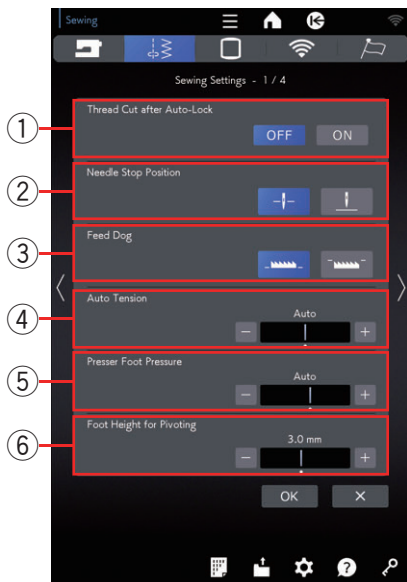 Sewing
Sewing Settings - 1 / 4
① Thread Cut after Auto-Lock
OFF ON
② Needle Stop Position
③ Feed Dog
④ Auto Tension
Auto
− +
⑤ Presser Foot Pressure
Auto
− +
⑥ Foot Height for Pivoting
3.0 mm
− +
OK X
?